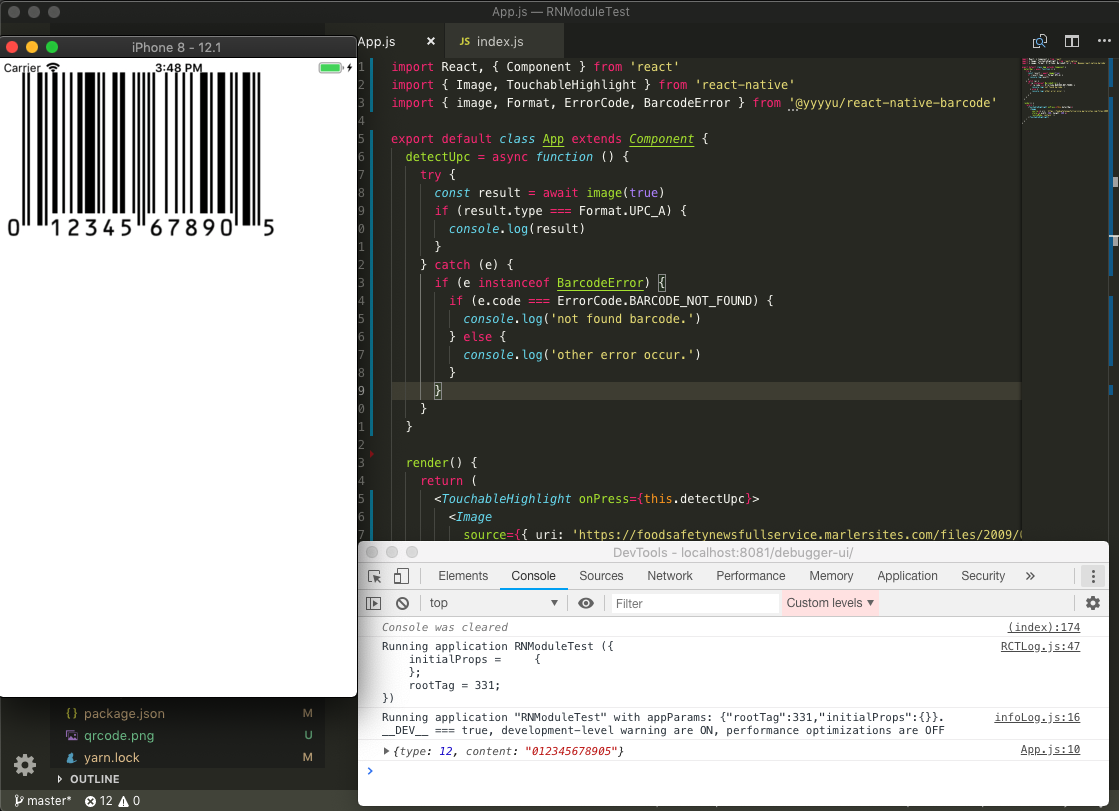 App.js — RNModuleTest
iPhone 8 - 12.1
App.js ×
JS index.js
Carrier 3:48 PM
0 12345 67890 5
1 import React, { Component } from 'react'
2 import { Image, TouchableHighlight } from 'react-native'
3 import { image, Format, ErrorCode, BarcodeError } from '@yyyyu/react-native-barcode'
4
5 export default class App extends Component {
6 detectUpc = async function () {
7 try {
8 const result = await image(true)
9 if (result.type === Format.UPC_A) {
0 console.log(result)
1 }
2 } catch (e) {
3 if (e instanceof BarcodeError) {
4 if (e.code === ErrorCode.BARCODE_NOT_FOUND) {
5 console.log('not found barcode.')
6 } else {
7 console.log('other error occur.')
8 }
9 }
0 }
1 }
2
3 render() {
4 return (
5 <TouchableHighlight onPress={this.detectUpc}>
6 <Image
7 source={{ uri: 'https://foodsafetynewsfullservice.marlersites.com/files/2009/
DevTools - localhost:8081/debugger-ui/
Elements Console Sources Network Performance Memory Application Security »
top ▼ Filter Custom levels ▼
Console was cleared (index):174
Running application RNModuleTest ({ RCTLog.js:47
initialProps = {
};
rootTag = 331;
})
Running application "RNModuleTest" with appParams: {"rootTag":331,"initialProps":{}}. infoLog.js:16
__DEV__ === true, development-level warning are ON, performance optimizations are OFF
{type: 12, content: "012345678905"} App.js:10
>
{} package.json M
qrcode.png U
yarn.lock M
OUTLINE
master* 12 0